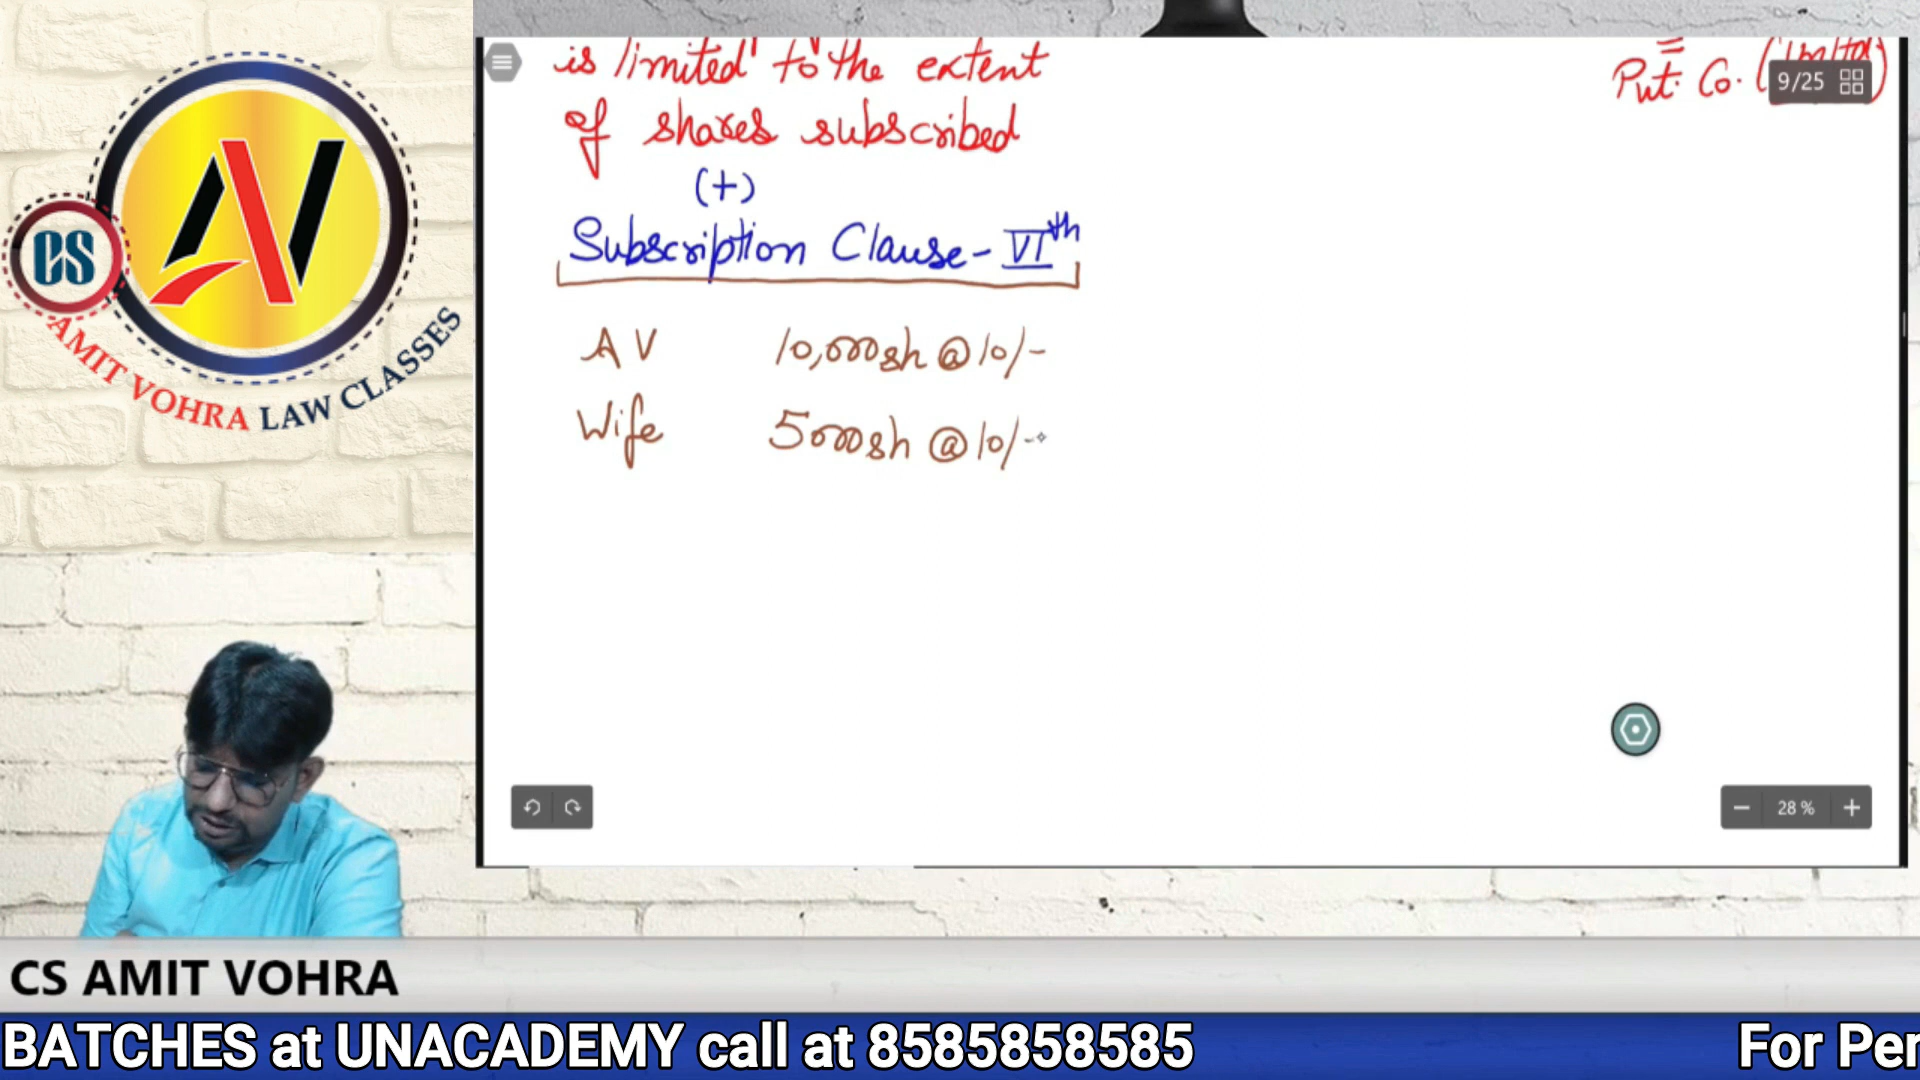 is limited to the extent
of shares subscribed
(+)
Subscription Clause - VIth
AV 10,000sh @ 10/-
Wife 5000sh @ 10/-
Pvt. Co.
9/25
28 %
CS
AV
AMIT VOHRA LAW CLASSES
CS AMIT VOHRA
BATCHES at UNACADEMY call at 8585858585
For Per